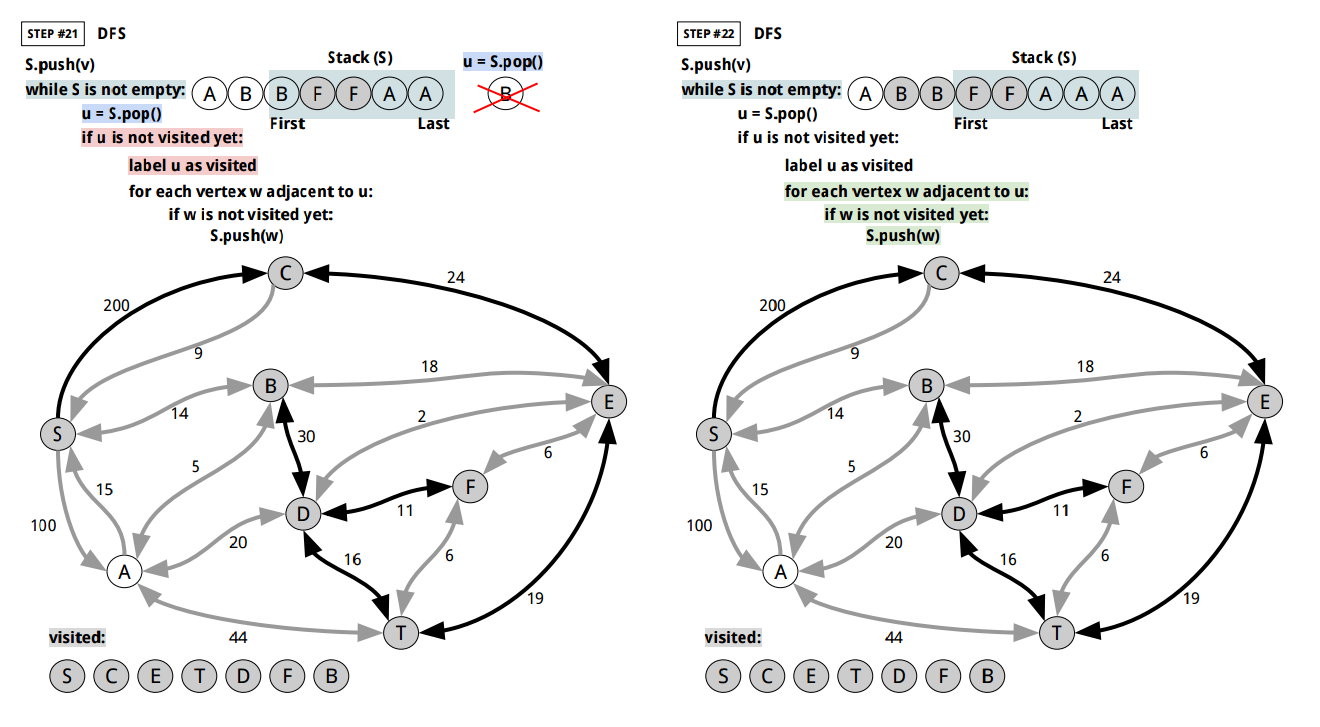 STEP #21 DFS
S.push(v)
Stack (S)
u = S.pop()
while S is not empty:
A B B F F A A
B
u = S.pop()
First
Last
if u is not visited yet:
label u as visited
for each vertex w adjacent to u:
if w is not visited yet:
S.push(w)
C
24
200
9
18
B
E
14
2
S
30
6
5
F
15
D
11
100
20
16
6
A
19
T
44
visited:
S C E T D F B
STEP #22 DFS
S.push(v)
Stack (S)
while S is not empty:
A B B F F A A A
u = S.pop()
First
Last
if u is not visited yet:
label u as visited
for each vertex w adjacent to u:
if w is not visited yet:
S.push(w)
C
24
200
9
18
B
E
14
2
S
30
6
5
F
15
D
11
100
20
16
6
A
19
T
44
visited:
S C E T D F B